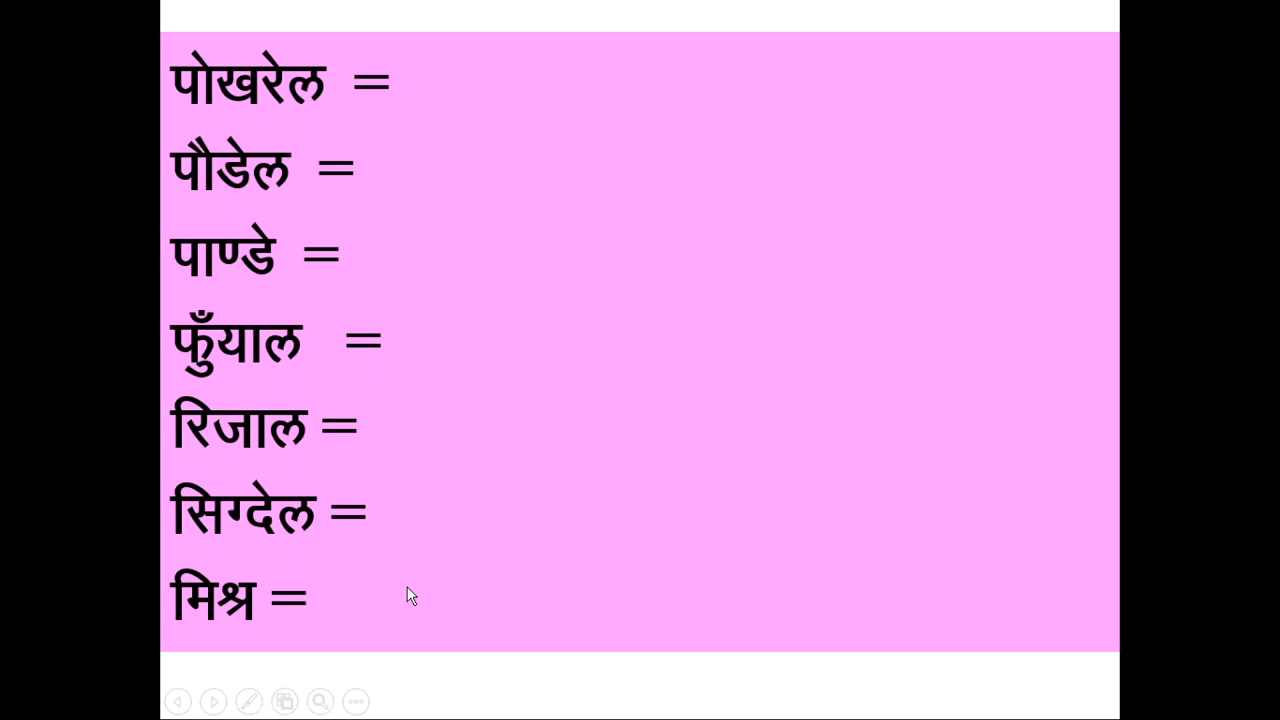 पोखरेल =
पौडेल =
पाण्डे =
फुँयाल =
रिजाल =
सिग्देल =
मिश्र =